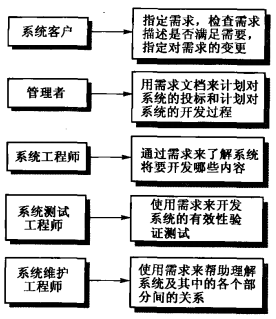 系统客户
指定需求，检查需求
描述是否满足需要，
指定对需求的变更
管理者
用需求文档来计划对
系统的投标和计划对
系统的开发过程
系统工程师
通过需求来了解系统
将要开发哪些内容
系统测试
工程师
使用需求来开发
系统的有效性验
证测试
系统维护
工程师
使用需求来帮助理解
系统及其中的各个部
分间的关系